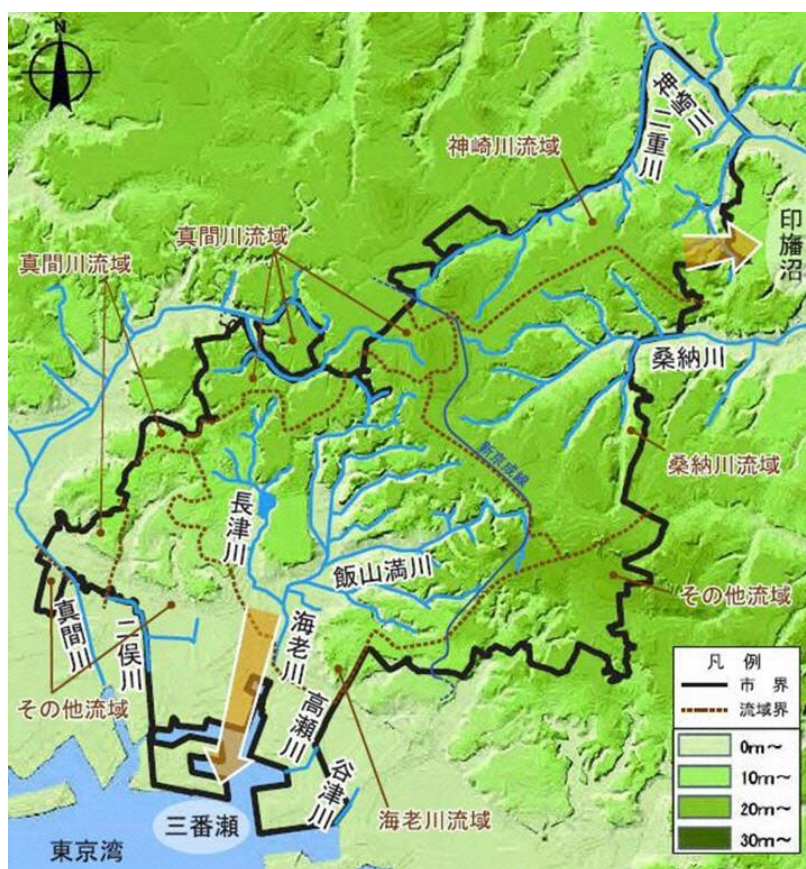 N
神崎川
二重川
神崎川流域
印旛沼
真間川流域
真間川流域
桑納川
新京成線
桑納川流域
長津川
飯山満川
その他流域
真間川
二俣川
海老川
高瀬川
その他流域
谷津川
海老川流域
三番瀬
東京湾
凡例
市界
流域界
0m～
10m～
20m～
30m～